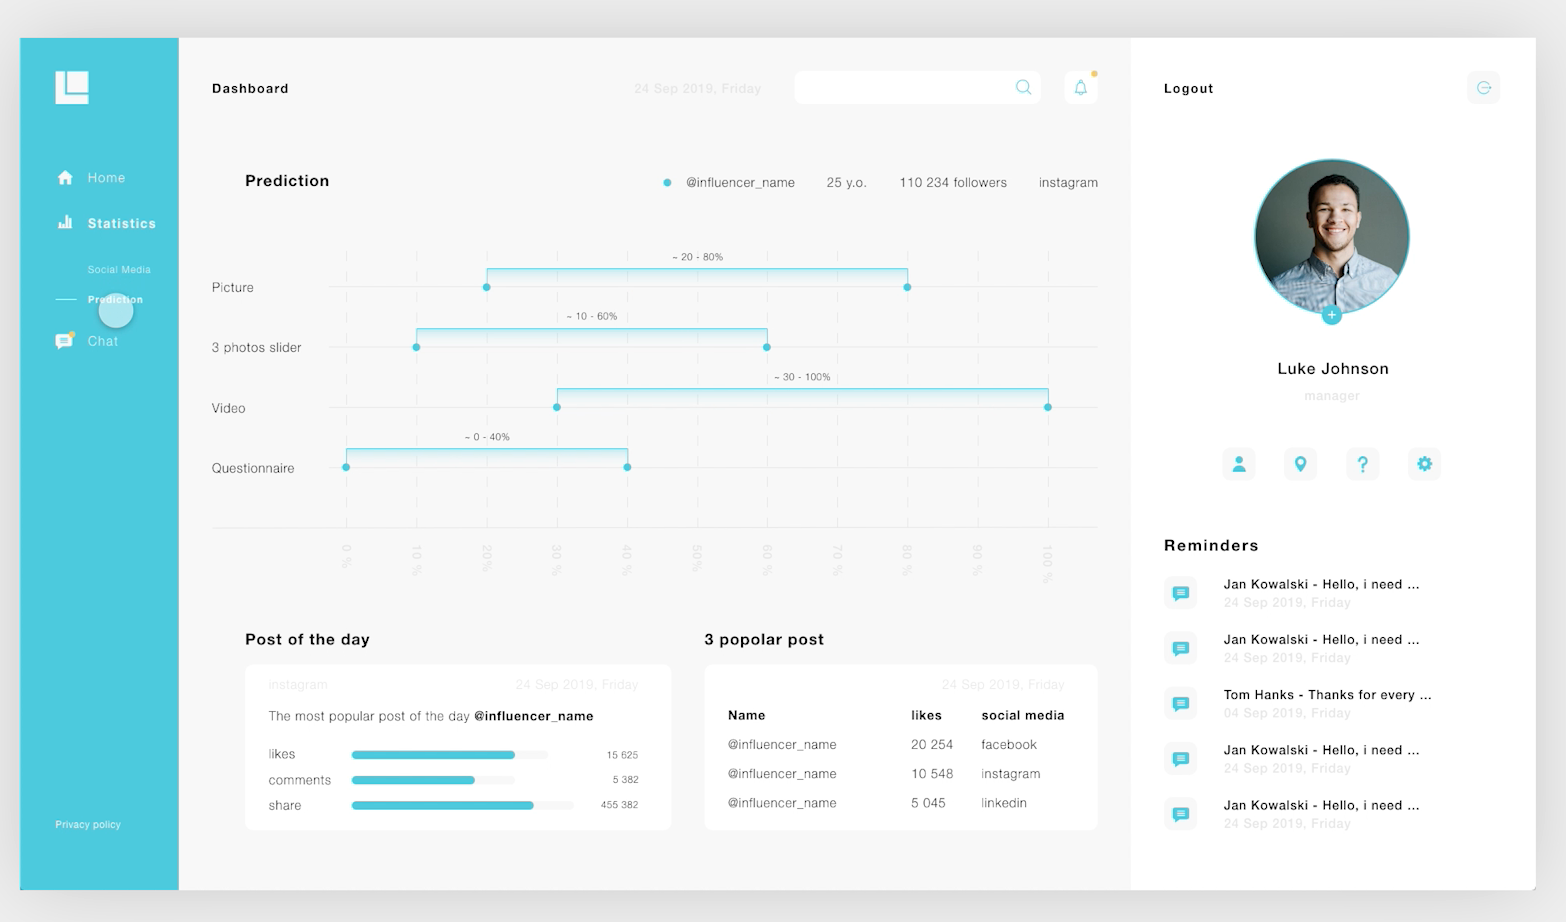 Home
Statistics
Social Media
Prediction
Chat
Privacy policy
Dashboard
24 Sep 2019, Friday
Prediction
@influencer_name 25 y.o. 110 234 followers instagram
Picture
~ 20 - 80%
3 photos slider
~ 10 - 60%
Video
~ 30 - 100%
Questionnaire
~ 0 - 40%
0 % 10 % 20% 30 % 40 % 50% 60 % 70 % 80 % 90 % 100 %
Post of the day
instagram 24 Sep 2019, Friday
The most popular post of the day @influencer_name
likes 15 625
comments 5 382
share 455 382
3 popolar post
24 Sep 2019, Friday
Name likes social media
@influencer_name 20 254 facebook
@influencer_name 10 548 instagram
@influencer_name 5 045 linkedin
Logout
Luke Johnson
manager
Reminders
Jan Kowalski - Hello, i need ...
24 Sep 2019, Friday
Jan Kowalski - Hello, i need ...
24 Sep 2019, Friday
Tom Hanks - Thanks for every ...
04 Sep 2019, Friday
Jan Kowalski - Hello, i need ...
24 Sep 2019, Friday
Jan Kowalski - Hello, i need ...
24 Sep 2019, Friday